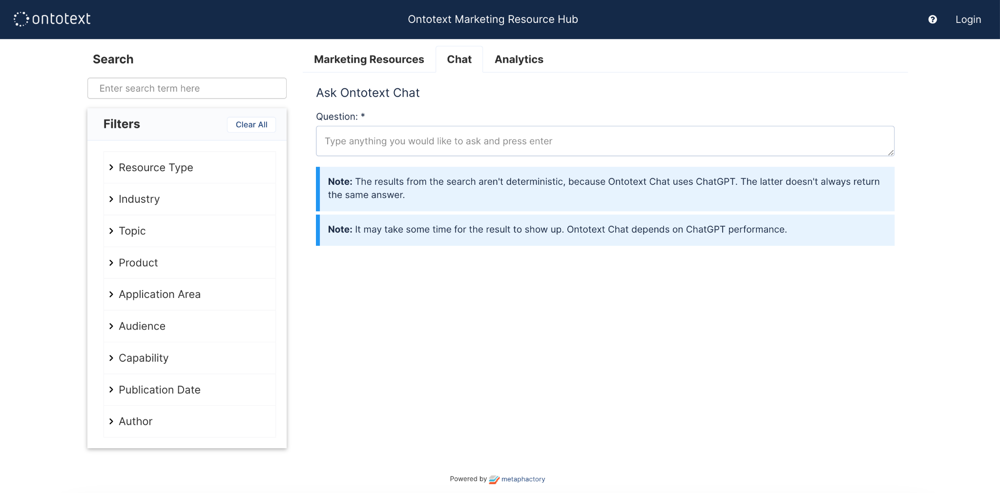 ontotext
Ontotext Marketing Resource Hub
Login
Search
Enter search term here
Filters
Clear All
Resource Type
Industry
Topic
Product
Application Area
Audience
Capability
Publication Date
Author
Marketing Resources
Chat
Analytics
Ask Ontotext Chat
Question: *
Type anything you would like to ask and press enter
Note: The results from the search aren't deterministic, because Ontotext Chat uses ChatGPT. The latter doesn't always return
the same answer.
Note: It may take some time for the result to show up. Ontotext Chat depends on ChatGPT performance.
Powered by metaphactory